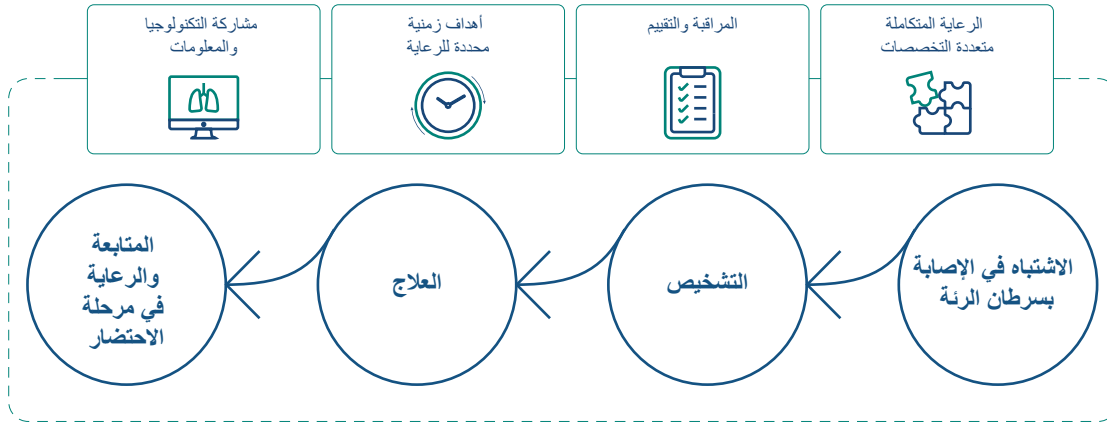 الرعاية المتكاملة
متعددة التخصصات
المراقبة والتقييم
أهداف زمنية
محددة للرعاية
مشاركة التكنولوجيا
والمعلومات
الاشتباه في الإصابة
بسرطان الرئة
التشخيص
العلاج
المتابعة
والرعاية
في مرحلة
الاحتضار